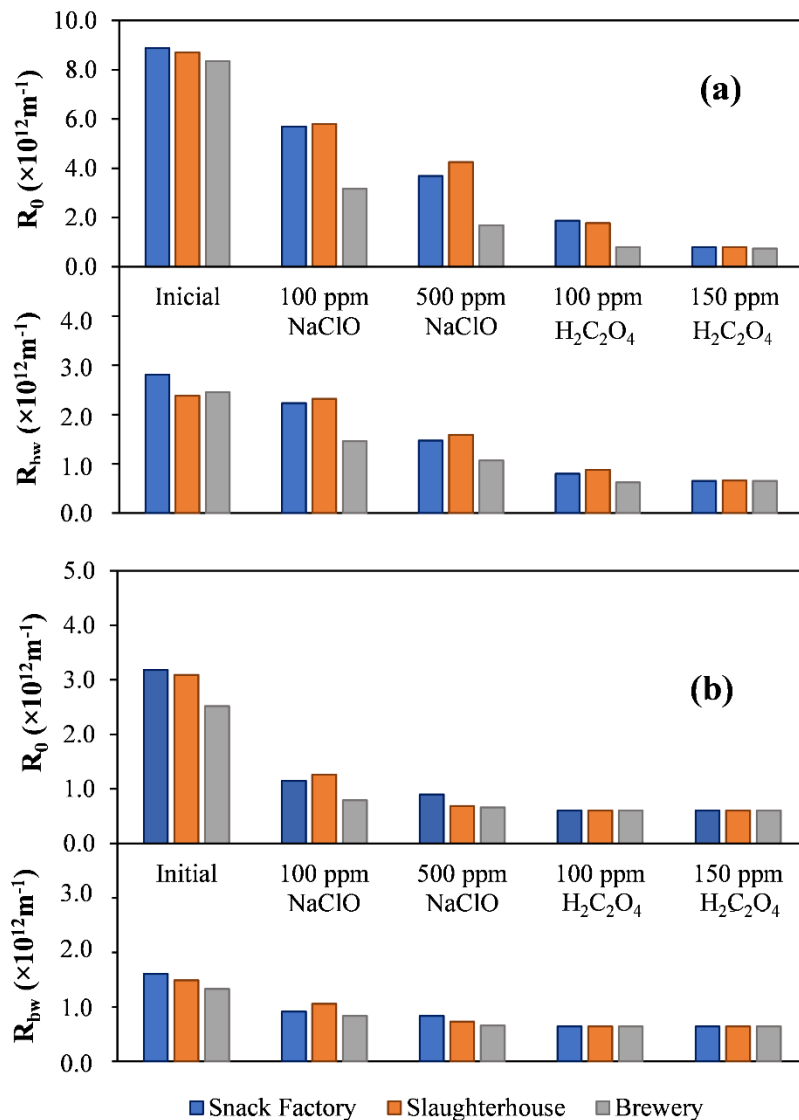 10.0
8.0
6.0
4.0
2.0
0.0
R₀ (×10¹²m⁻¹)
(a)
Inicial
100 ppm NaClO
500 ppm NaClO
100 ppm H₂C₂O₄
150 ppm H₂C₂O₄
4.0
3.0
2.0
1.0
0.0
R_bw (×10¹²m⁻¹)
5.0
4.0
3.0
2.0
1.0
0.0
R₀ (×10¹²m⁻¹)
(b)
Initial
100 ppm NaClO
500 ppm NaClO
100 ppm H₂C₂O₄
150 ppm H₂C₂O₄
3.0
2.0
1.0
0.0
R_bw (×10¹²m⁻¹)
Snack Factory Slaughterhouse Brewery